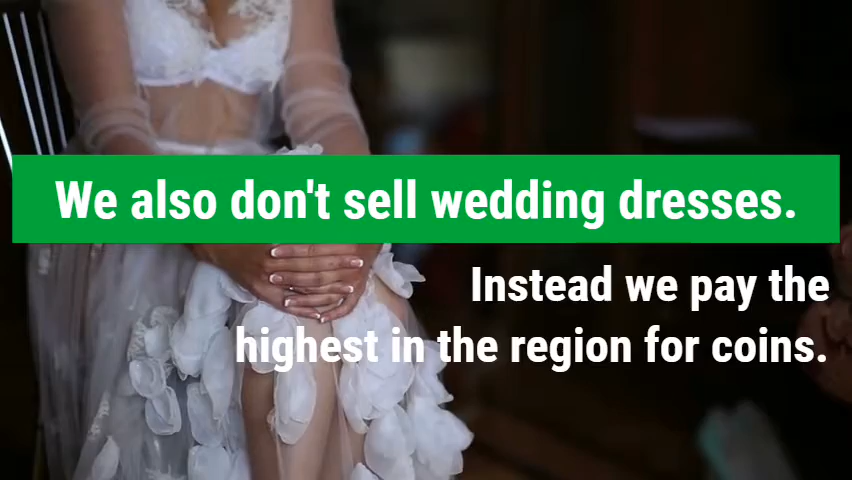 We also don't sell wedding dresses.
Instead we pay the
highest in the region for coins.